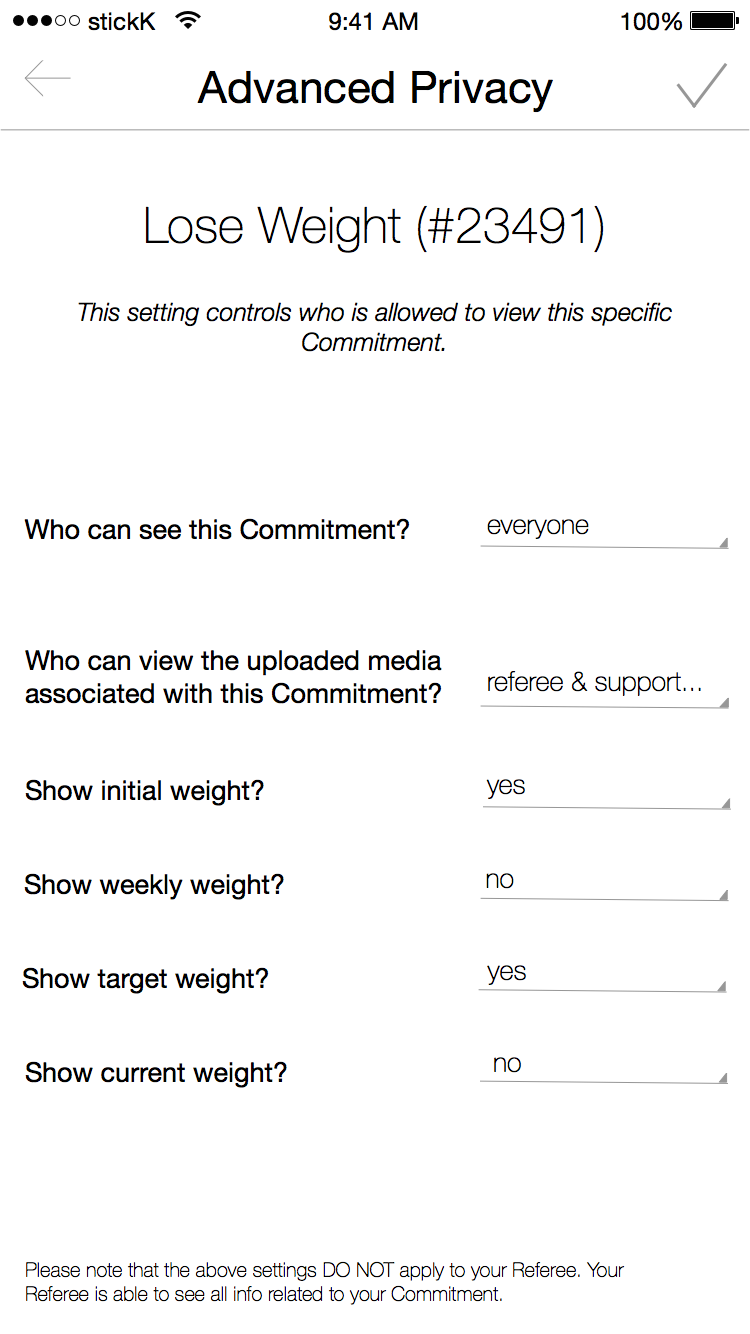 stickK 9:41 AM 100%
Advanced Privacy
Lose Weight (#23491)
This setting controls who is allowed to view this specific
Commitment.
Who can see this Commitment? everyone
Who can view the uploaded media
associated with this Commitment? referee & support...
Show initial weight? yes
Show weekly weight? no
Show target weight? yes
Show current weight? no
Please note that the above settings DO NOT apply to your Referee. Your
Referee is able to see all info related to your Commitment.